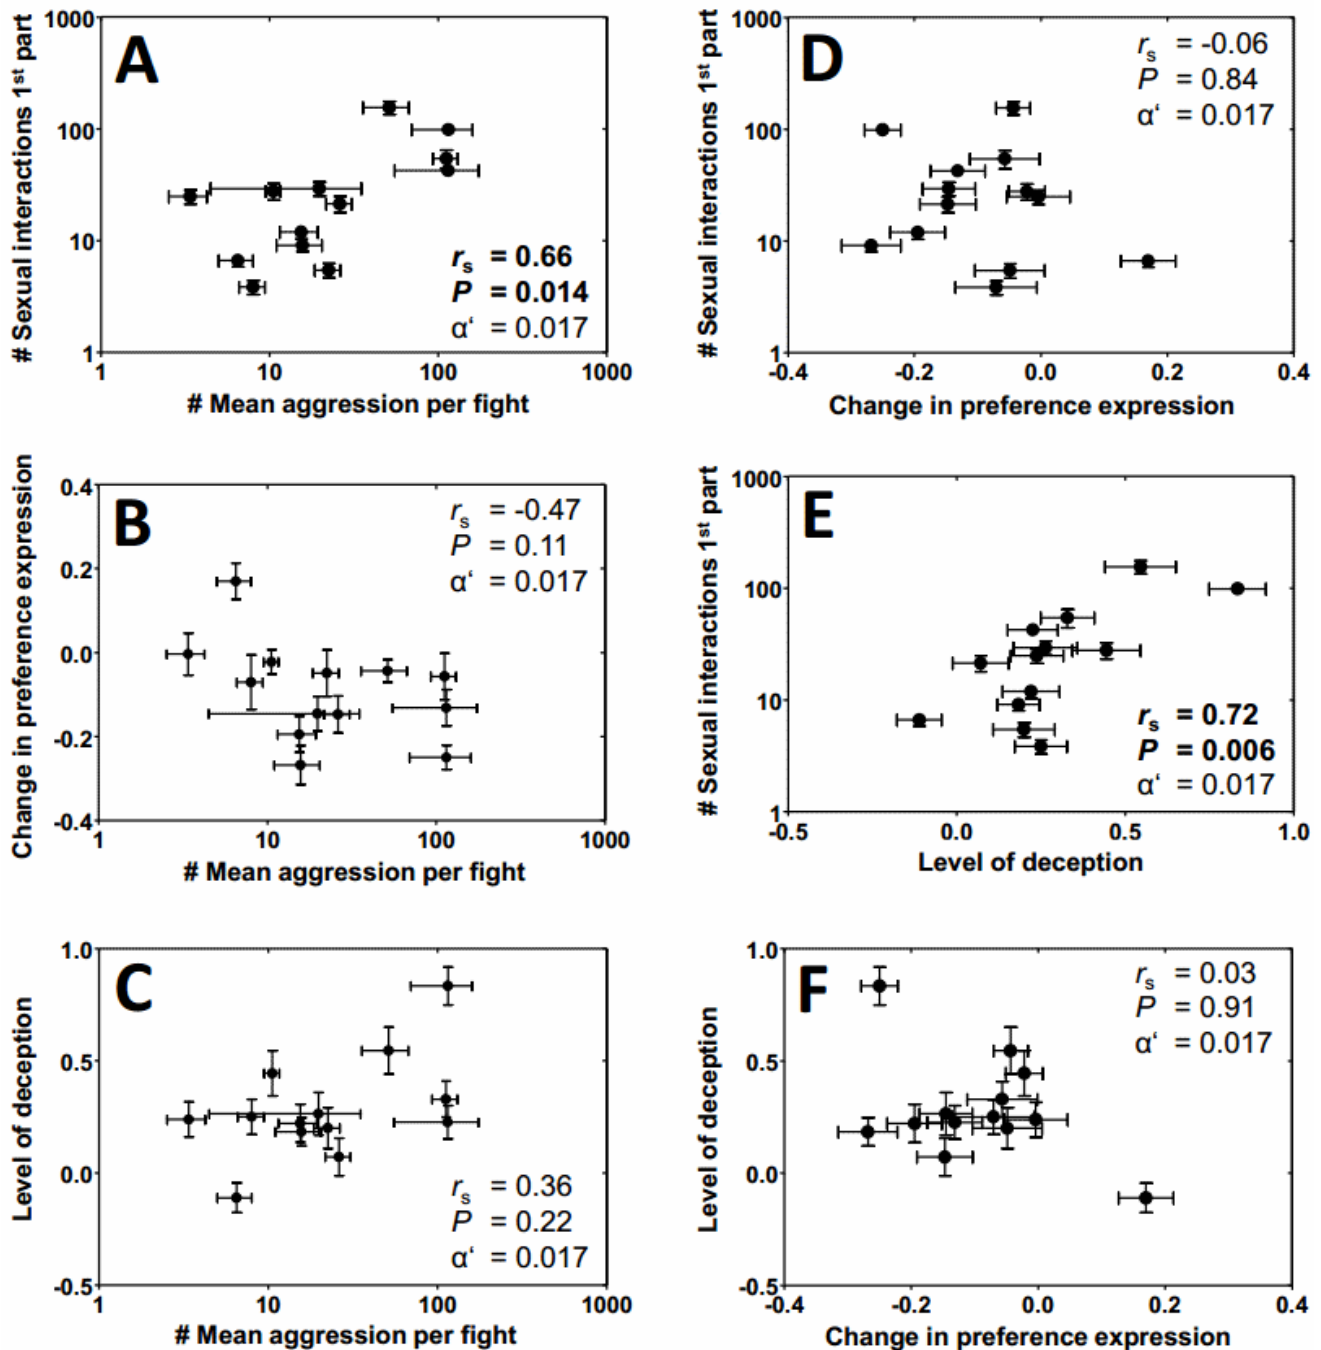 A
# Sexual interactions 1st part
1000
100
10
1
rs = 0.66
P = 0.014
α‘ = 0.017
1 10 100 1000
# Mean aggression per fight
D
# Sexual interactions 1st part
1000
100
10
1
rs = -0.06
P = 0.84
α‘ = 0.017
-0.4 -0.2 0.0 0.2 0.4
Change in preference expression
B
Change in preference expression
0.4
0.2
0.0
-0.2
-0.4
rs = -0.47
P = 0.11
α‘ = 0.017
1 10 100 1000
# Mean aggression per fight
E
# Sexual interactions 1st part
1000
100
10
1
rs = 0.72
P = 0.006
α‘ = 0.017
-0.5 0.0 0.5 1.0
Level of deception
C
Level of deception
1.0
0.5
0.0
-0.5
rs = 0.36
P = 0.22
α‘ = 0.017
1 10 100 1000
# Mean aggression per fight
F
Level of deception
1.0
0.5
0.0
-0.5
rs = 0.03
P = 0.91
α‘ = 0.017
-0.4 -0.2 0.0 0.2 0.4
Change in preference expression